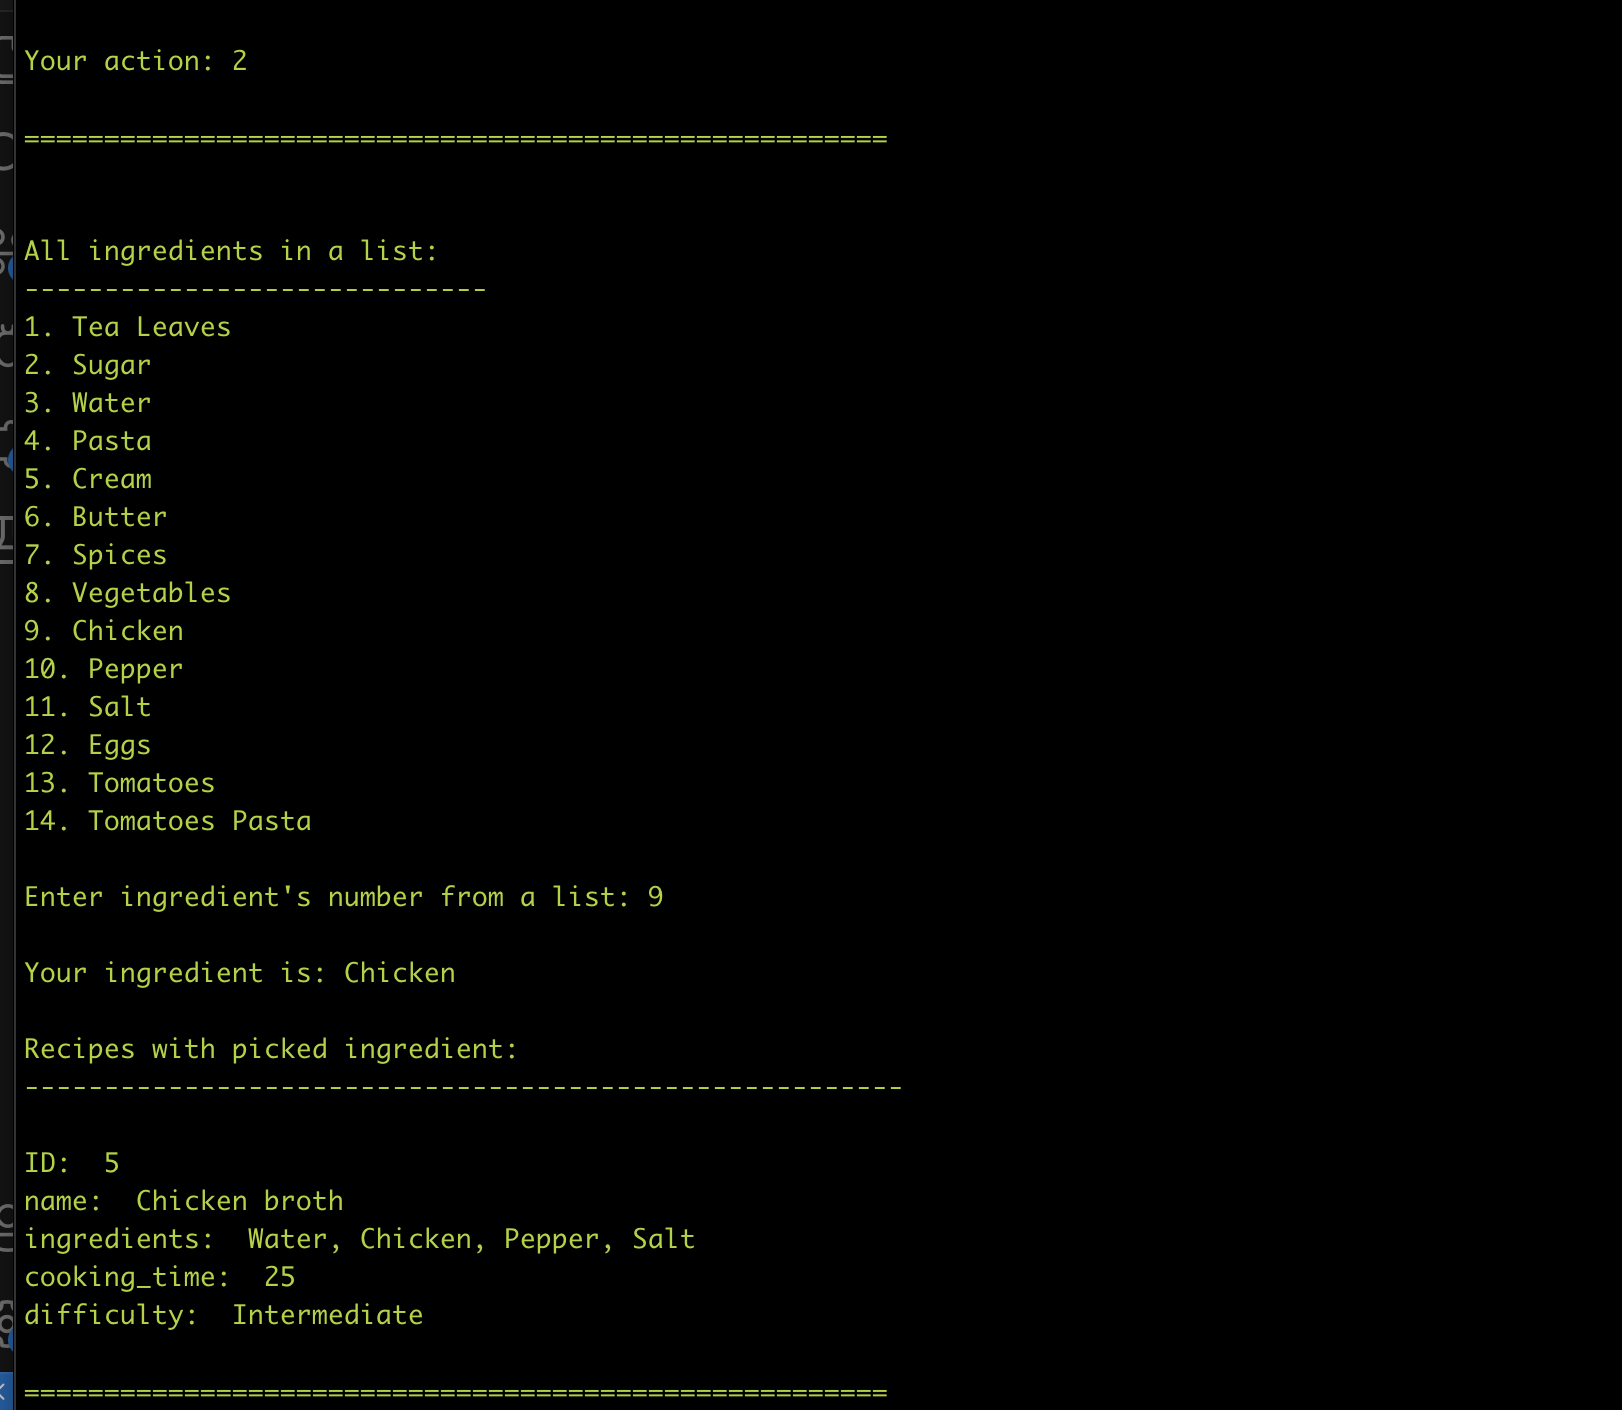 Your action: 2
======================================================
All ingredients in a list:
-----------------------------
1. Tea Leaves
2. Sugar
3. Water
4. Pasta
5. Cream
6. Butter
7. Spices
8. Vegetables
9. Chicken
10. Pepper
11. Salt
12. Eggs
13. Tomatoes
14. Tomatoes Pasta
Enter ingredient's number from a list: 9
Your ingredient is: Chicken
Recipes with picked ingredient:
-------------------------------------------------------
ID:  5
name:  Chicken broth
ingredients:  Water, Chicken, Pepper, Salt
cooking_time:  25
difficulty:  Intermediate
======================================================